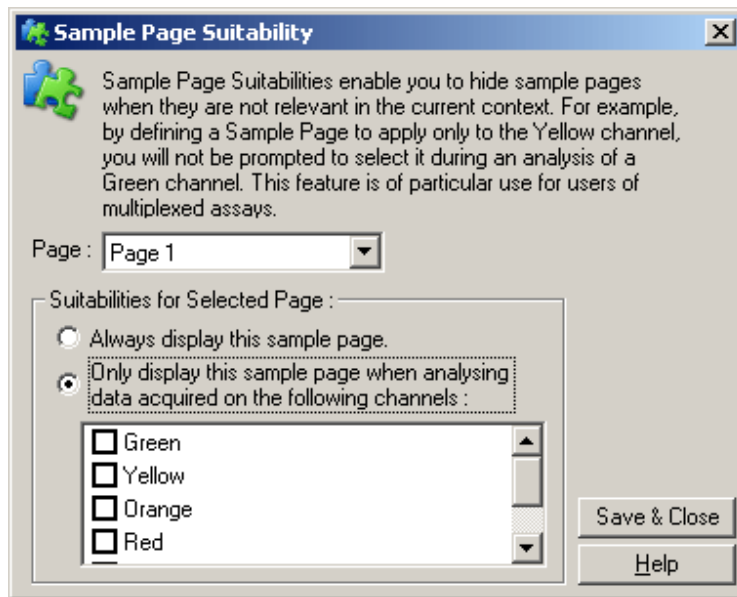 Sample Page Suitability
Sample Page Suitabilities enable you to hide sample pages
when they are not relevant in the current context. For example,
by defining a Sample Page to apply only to the Yellow channel,
you will not be prompted to select it during an analysis of a
Green channel. This feature is of particular use for users of
multiplexed assays.
Page : Page 1
Suitabilities for Selected Page :
Always display this sample page.
Only display this sample page when analysing
data acquired on the following channels :
Green
Yellow
Orange
Red
Save & Close
Help